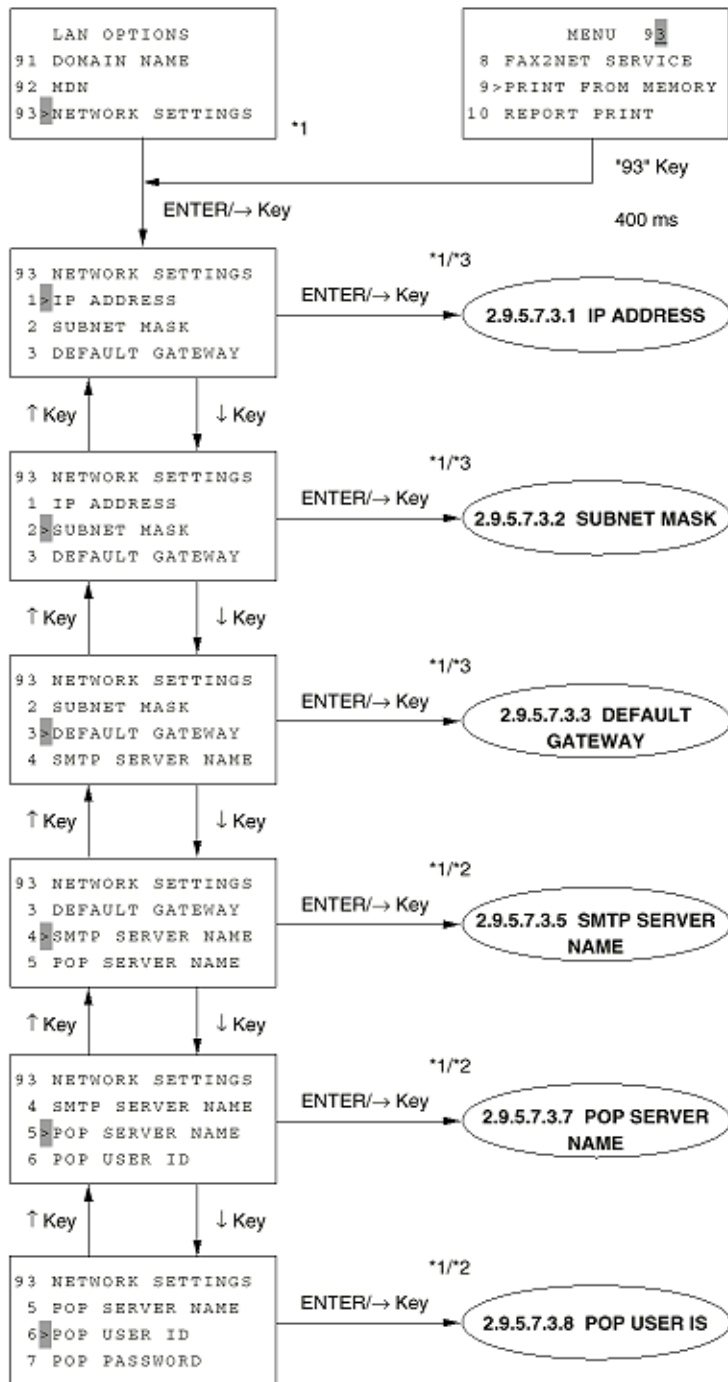 LAN OPTIONS
91 DOMAIN NAME
92 MDN
93>NETWORK SETTINGS
*1
MENU 93
8 FAX2NET SERVICE
9>PRINT FROM MEMORY
10 REPORT PRINT
"93" Key
400 ms
ENTER/→ Key
93 NETWORK SETTINGS
1>IP ADDRESS
2 SUBNET MASK
3 DEFAULT GATEWAY
*1/*3
ENTER/→ Key
2.9.5.7.3.1 IP ADDRESS
↑ Key
↓ Key
93 NETWORK SETTINGS
1 IP ADDRESS
2>SUBNET MASK
3 DEFAULT GATEWAY
*1/*3
ENTER/→ Key
2.9.5.7.3.2 SUBNET MASK
↑ Key
↓ Key
93 NETWORK SETTINGS
2 SUBNET MASK
3>DEFAULT GATEWAY
4 SMTP SERVER NAME
*1/*3
ENTER/→ Key
2.9.5.7.3.3 DEFAULT
GATEWAY
↑ Key
↓ Key
93 NETWORK SETTINGS
3 DEFAULT GATEWAY
4>SMTP SERVER NAME
5 POP SERVER NAME
*1/*2
ENTER/→ Key
2.9.5.7.3.5 SMTP SERVER
NAME
↑ Key
↓ Key
93 NETWORK SETTINGS
4 SMTP SERVER NAME
5>POP SERVER NAME
6 POP USER ID
*1/*2
ENTER/→ Key
2.9.5.7.3.7 POP SERVER
NAME
↑ Key
↓ Key
93 NETWORK SETTINGS
5 POP SERVER NAME
6>POP USER ID
7 POP PASSWORD
*1/*2
ENTER/→ Key
2.9.5.7.3.8 POP USER IS